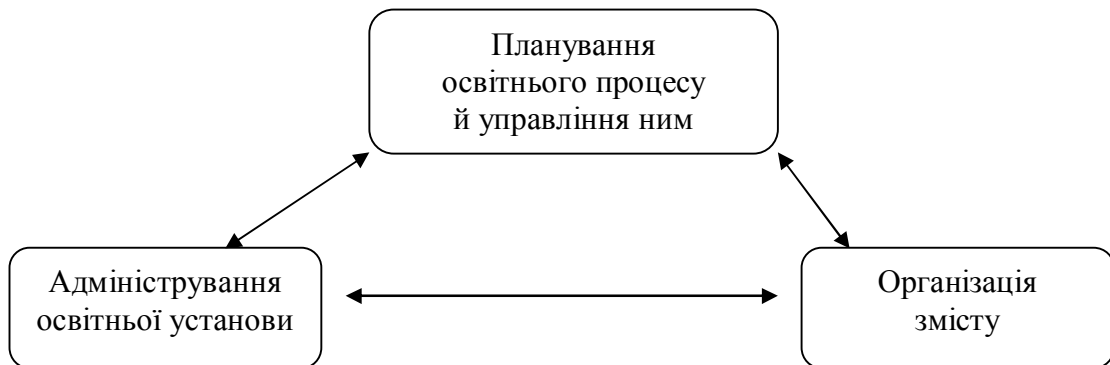 Планування
освітнього процесу
й управління ним
Адміністрування
освітньої установи
Організація
змісту